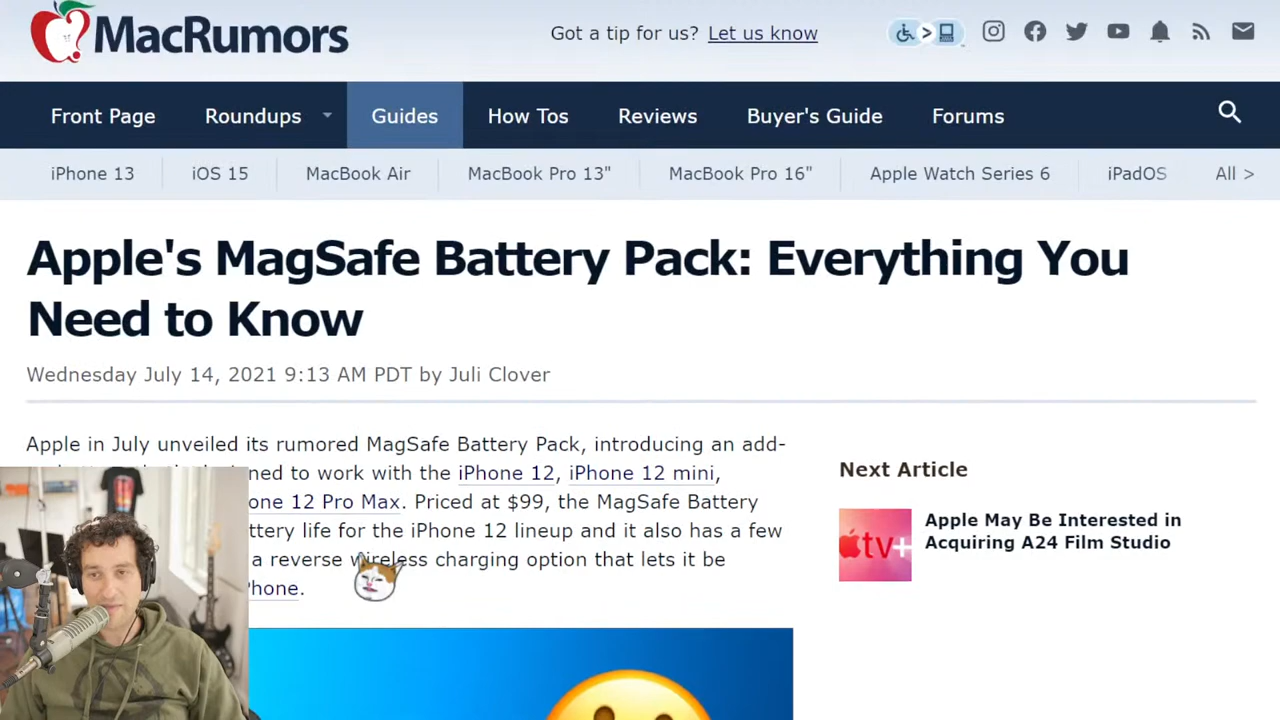 MacRumors
Got a tip for us? Let us know
Front Page Roundups Guides How Tos Reviews Buyer's Guide Forums
iPhone 13 iOS 15 MacBook Air MacBook Pro 13" MacBook Pro 16" Apple Watch Series 6 iPadOS All >
Apple's MagSafe Battery Pack: Everything You
Need to Know
Wednesday July 14, 2021 9:13 AM PDT by Juli Clover
Apple in July unveiled its rumored MagSafe Battery Pack, introducing an add-
to work with the iPhone 12, iPhone 12 mini,
12 Pro Max. Priced at $99, the MagSafe Battery
life for the iPhone 12 lineup and it also has a few
a reverse wireless charging option that lets it be
Next Article
tv+
Apple May Be Interested in
Acquiring A24 Film Studio